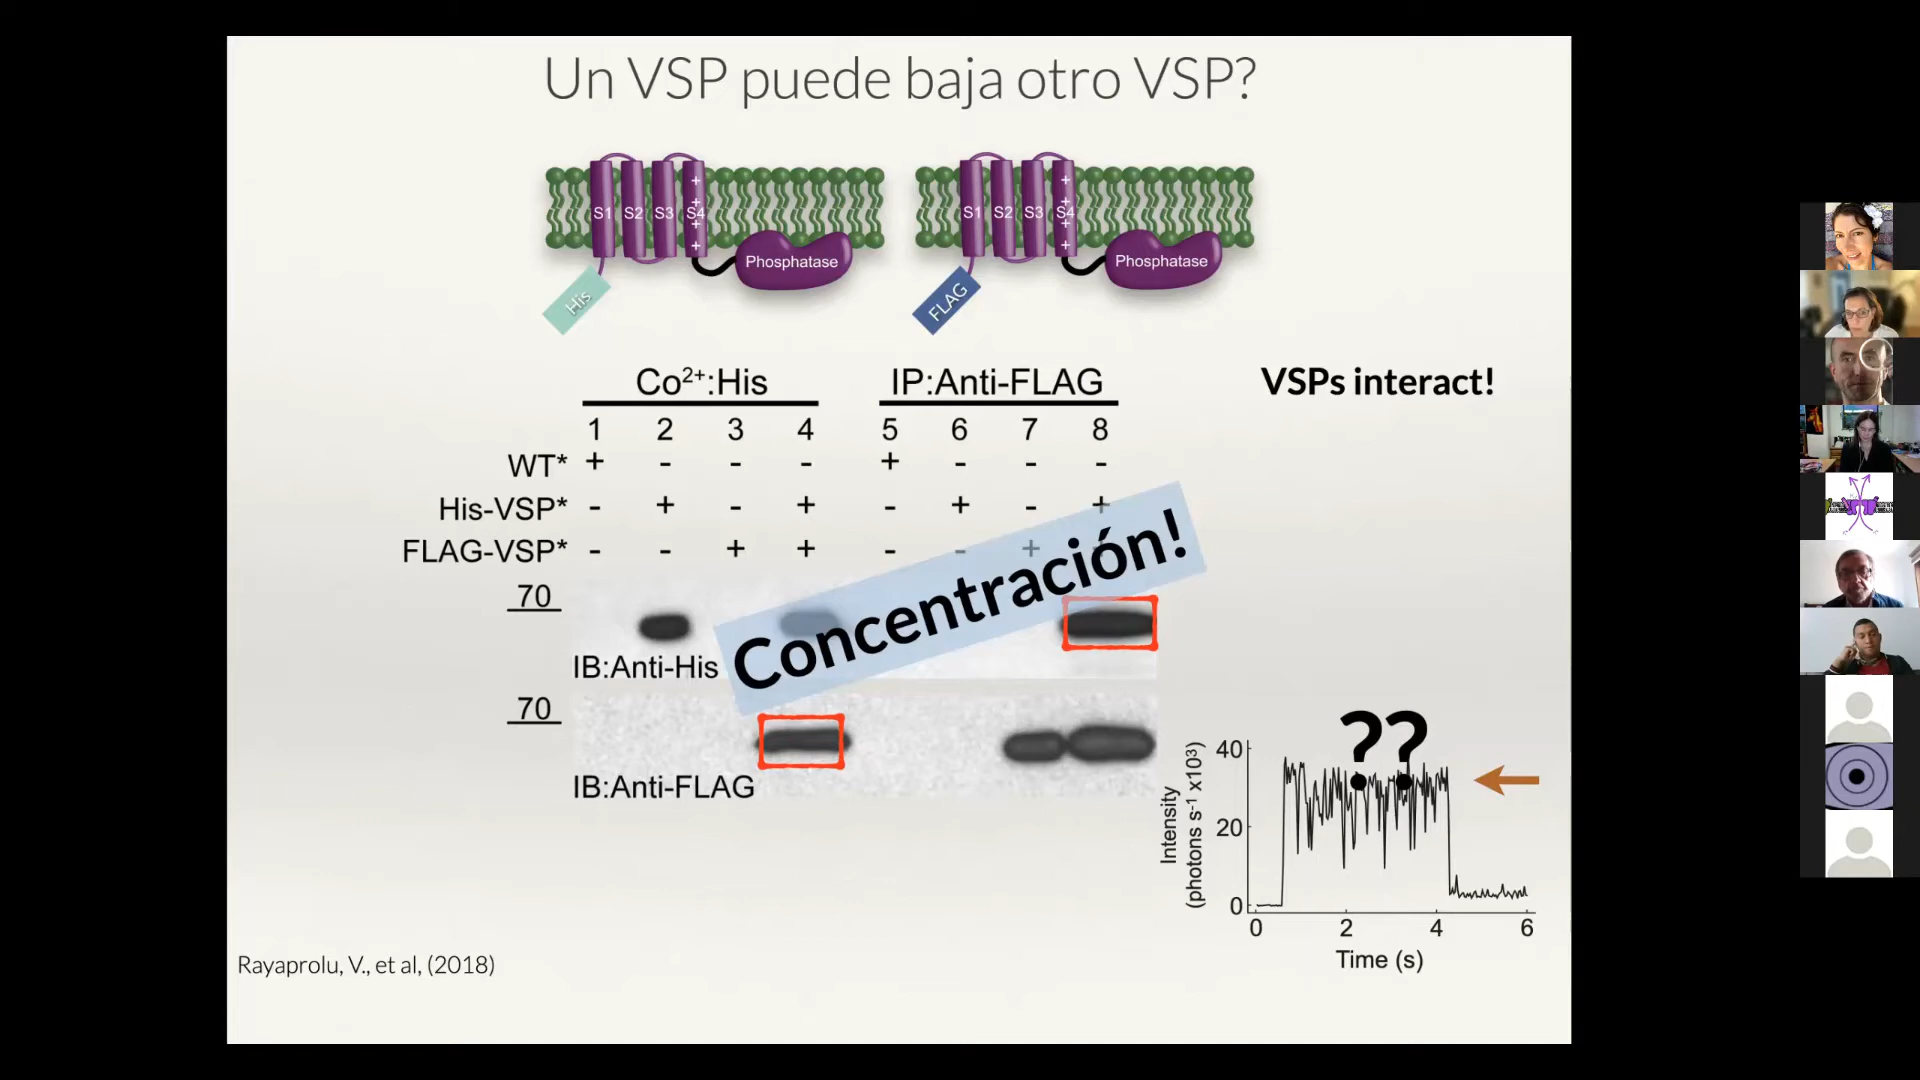 Un VSP puede baja otro VSP?
S1 S2 S3 S4 Phosphatase His
S1 S2 S3 S4 Phosphatase FLAG
Co²⁺:His IP:Anti-FLAG
VSPs interact!
1 2 3 4 5 6 7 8
WT* + - - - + - - -
His-VSP* - + - + - + - +
FLAG-VSP* - - + + - - + +
Concentración!
70
IB:Anti-His
70
IB:Anti-FLAG
??
Intensity
(photons s⁻¹ x10³)
40
20
0
0 2 4 6
Time (s)
Rayaprolu, V., et al, (2018)